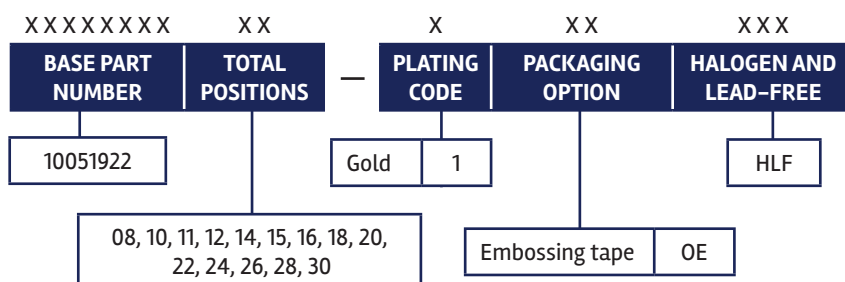 XXXXXXXX XX X XX XXX
BASE PART NUMBER TOTAL POSITIONS — PLATING CODE PACKAGING OPTION HALOGEN AND LEAD–FREE
10051922 Gold 1 HLF
08, 10, 11, 12, 14, 15, 16, 18, 20,
22, 24, 26, 28, 30
Embossing tape OE